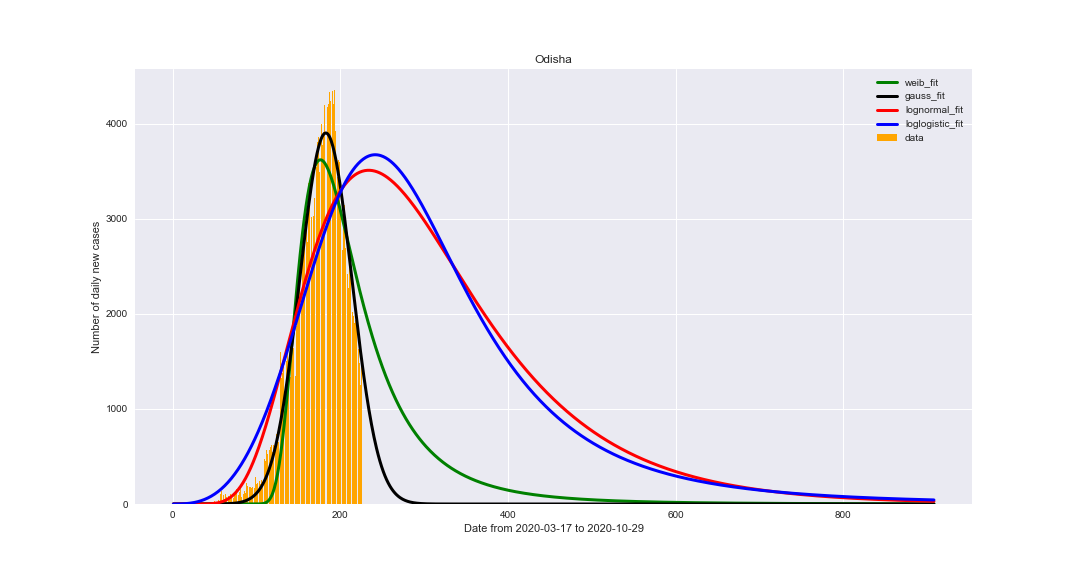 Odisha
weib_fit
gauss_fit
lognormal_fit
loglogistic_fit
data
Number of daily new cases
4000
3000
2000
1000
0
0 200 400 600 800
Date from 2020-03-17 to 2020-10-29